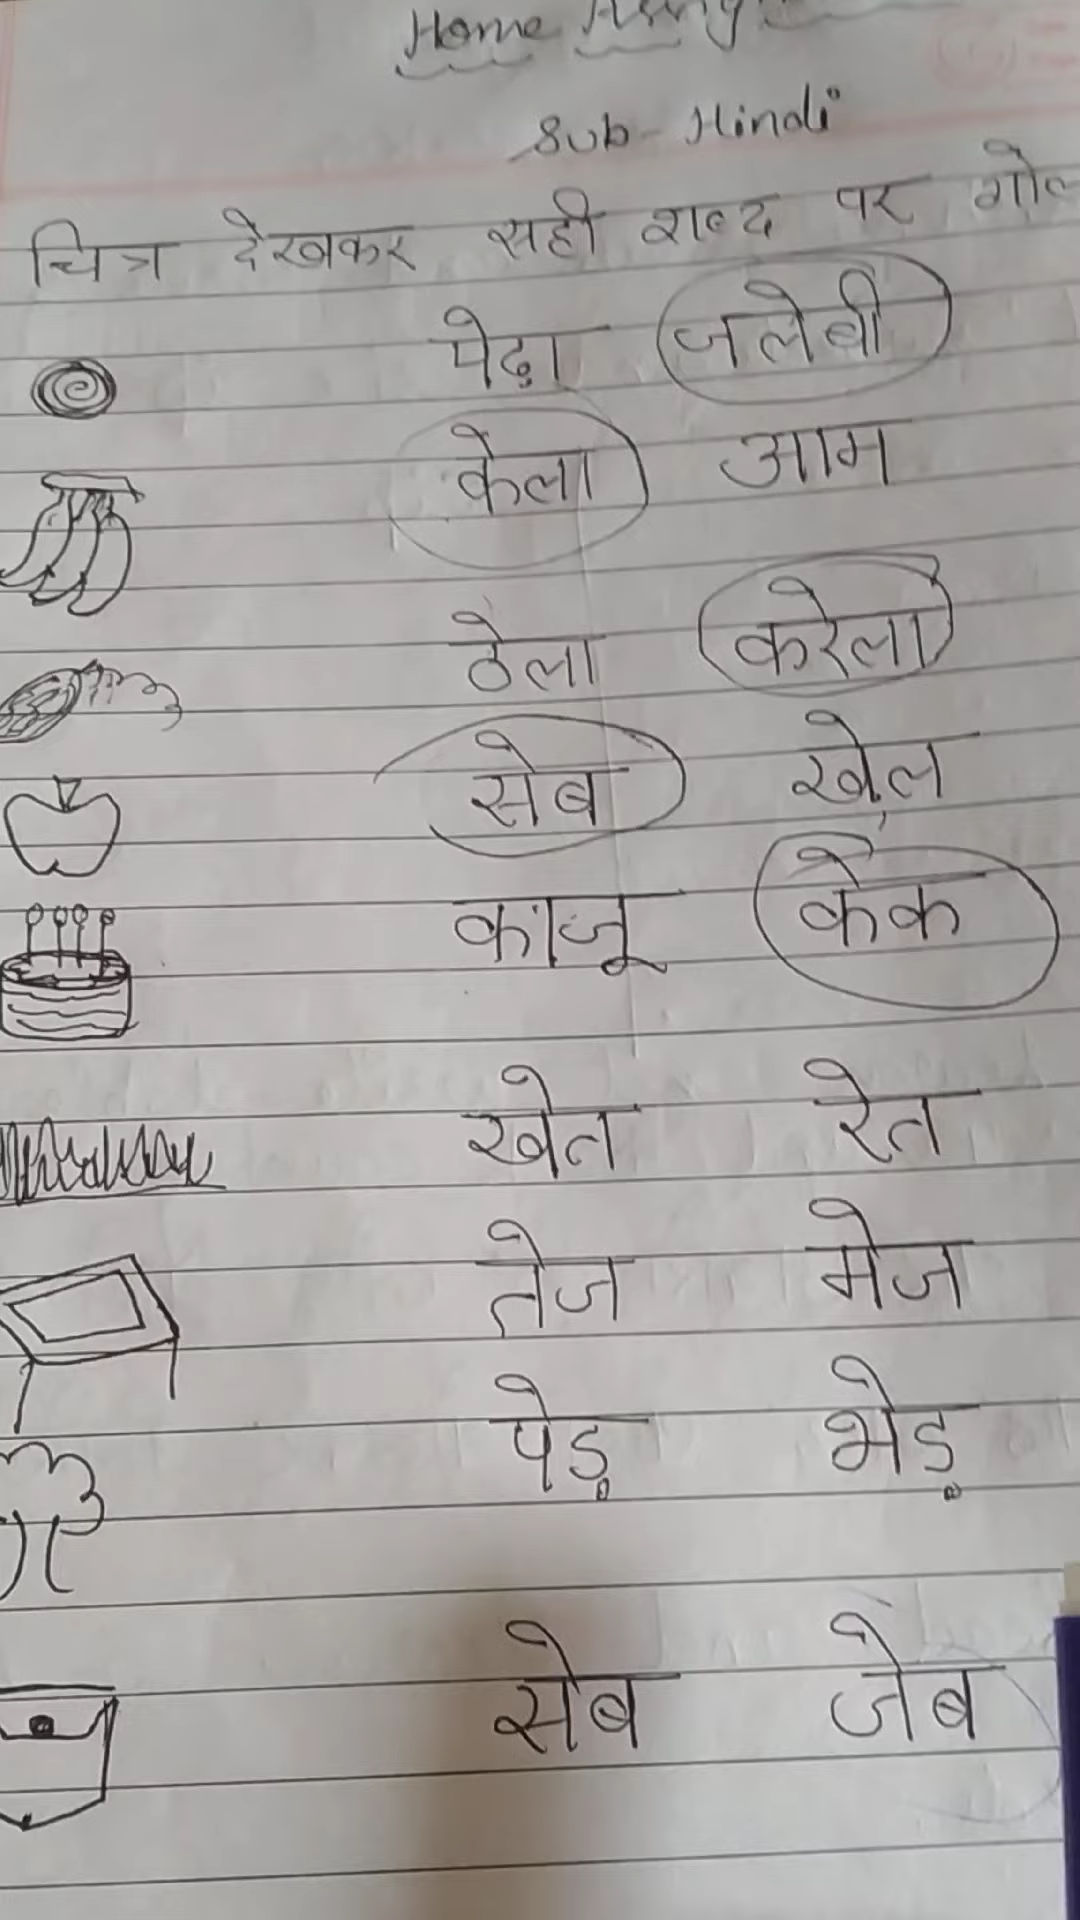 Home
Sub-Hindi
चित्र देखकर सही शब्द पर
पेढ़ा जलेबी
केला आम
ठेला करेला
सेब खेल
काजू केक
खेत रेत
तेज मेज
पेड़ भेड़
सेब जेब